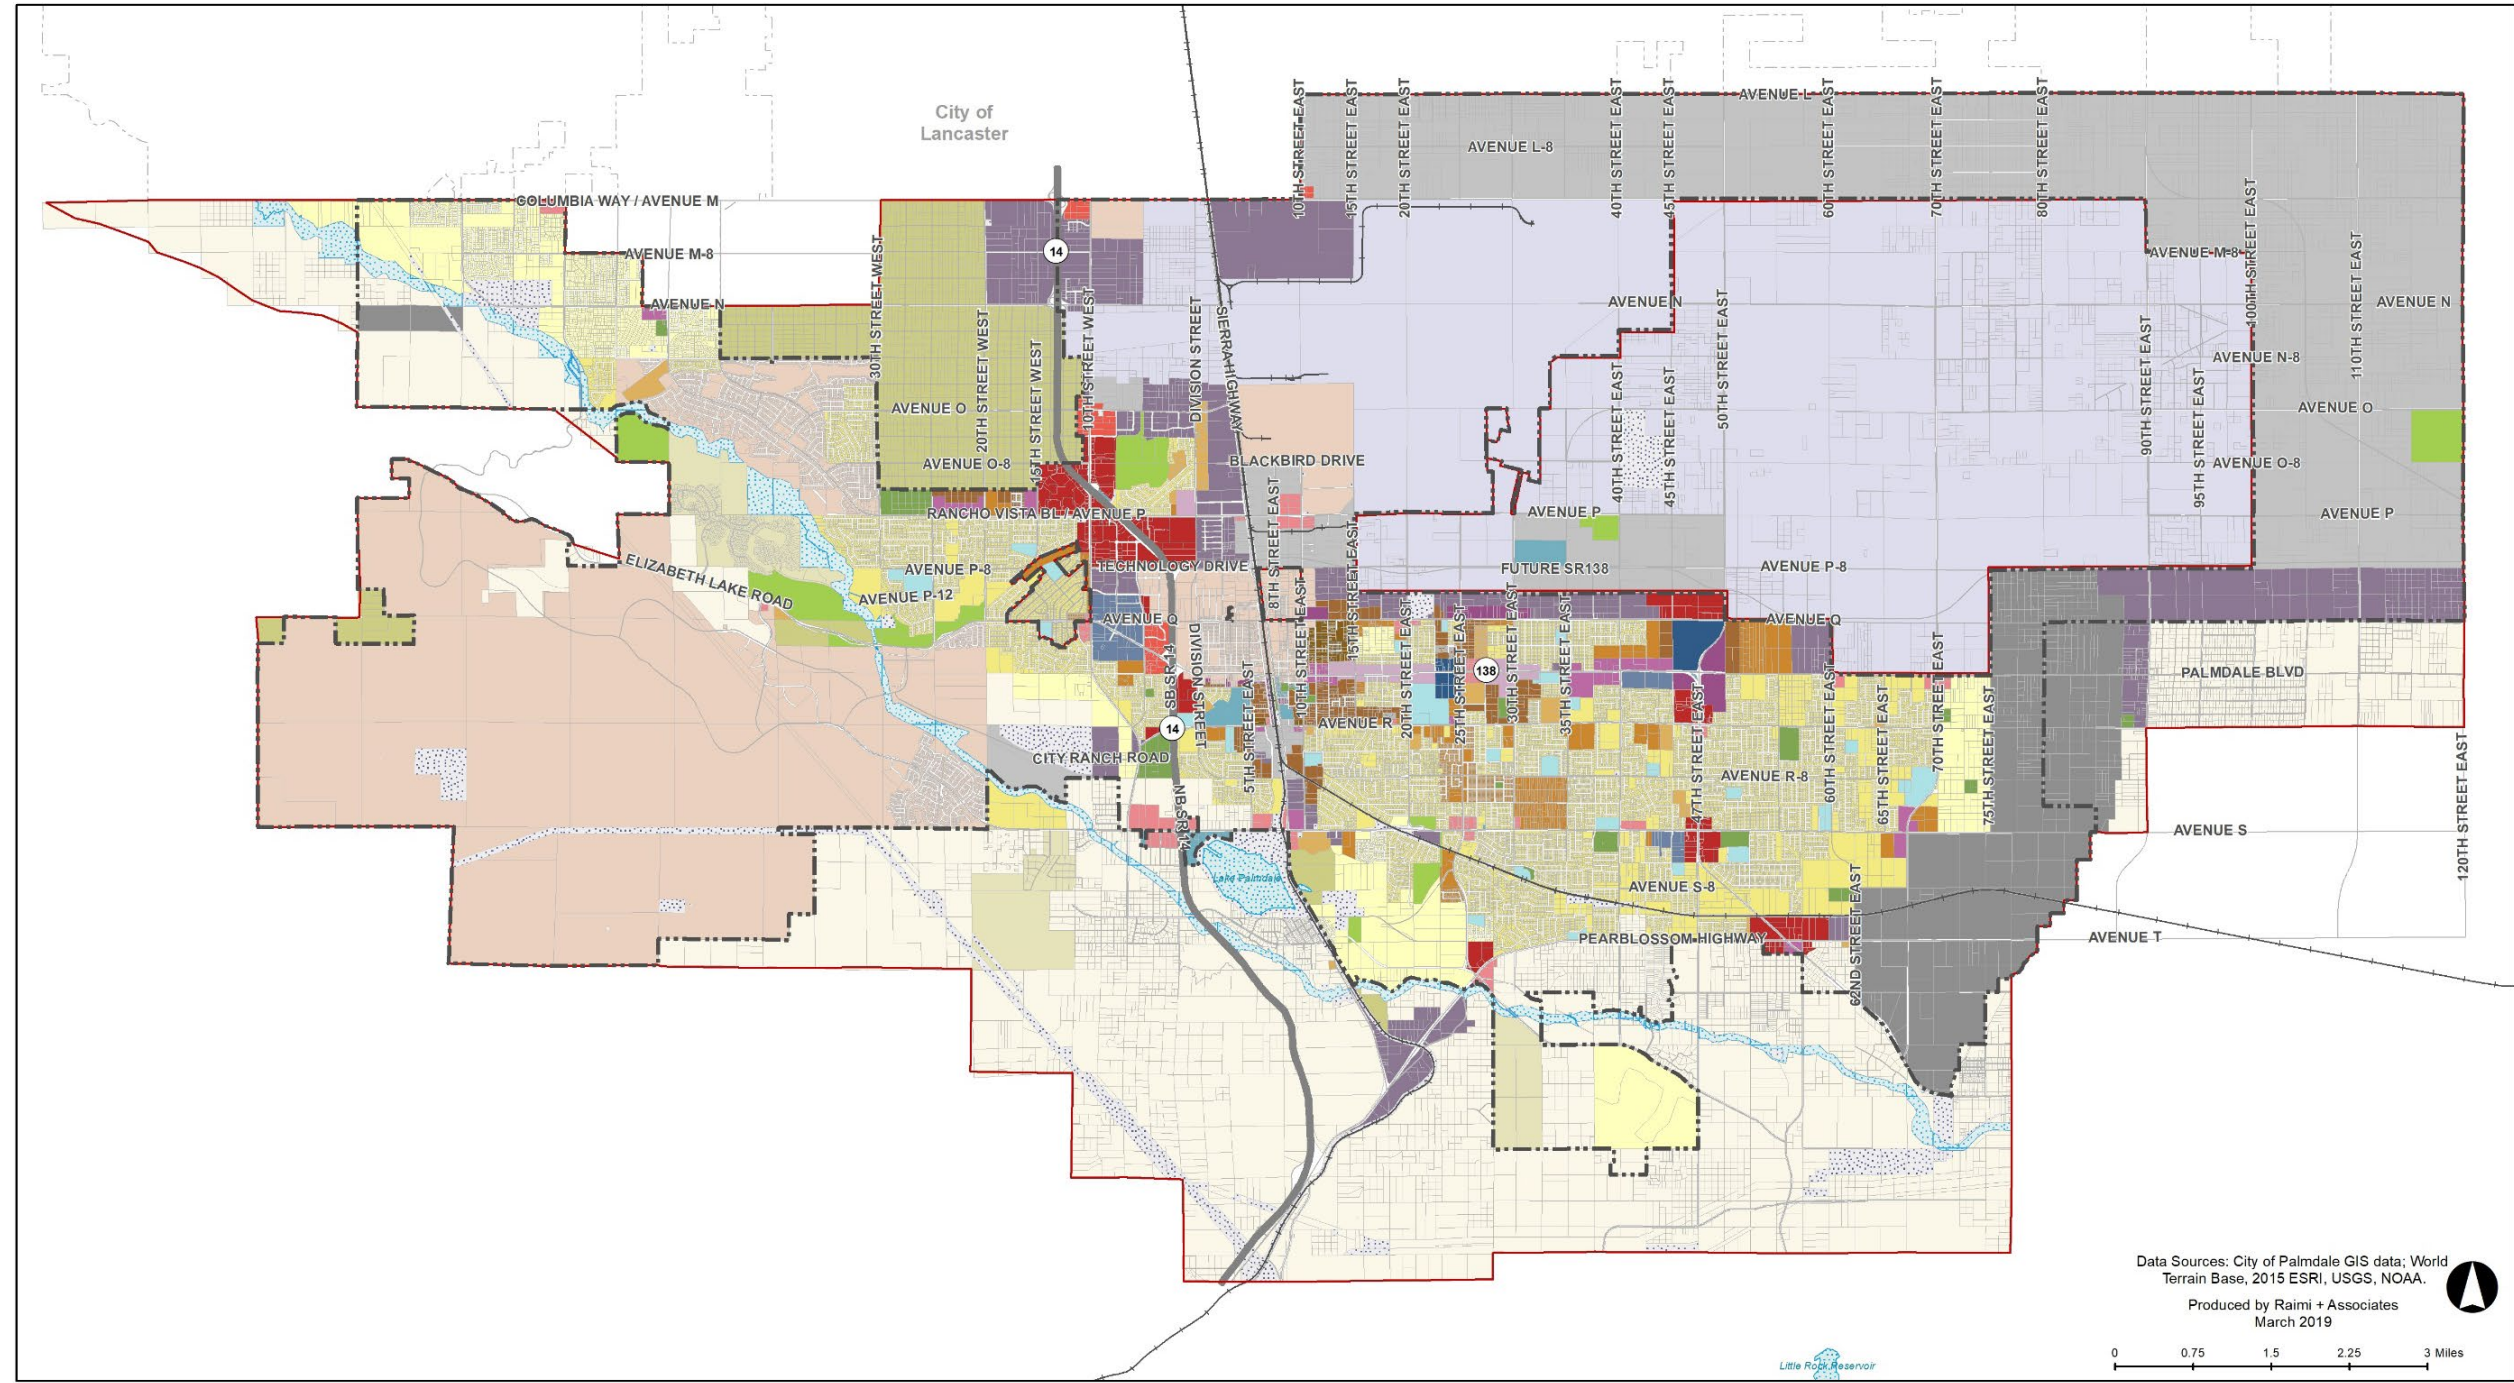 City of
Lancaster
10TH STREET EAST
15TH STREET EAST
20TH STREET EAST
40TH STREET EAST
45TH STREET EAST
AVENUE L
60TH STREET EAST
70TH STREET EAST
80TH STREET EAST
AVENUE L-8
COLUMBIA WAY / AVENUE M
AVENUE M-8
14
AVENUE M-8
100TH STREET EAST
110TH STREET EAST
30TH STREET WEST
AVENUE N
10TH STREET WEST
DIVISION STREET
SIERRA HIGHWAY
AVENUE N
50TH STREET EAST
AVENUE N
20TH STREET WEST
15TH STREET WEST
90TH STREET EAST
95TH STREET EAST
AVENUE N-8
40TH STREET EAST
45TH STREET EAST
AVENUE O
AVENUE O
AVENUE O-8
BLACKBIRD DRIVE
AVENUE O-8
8TH STREET EAST
RANCHO VISTA BL / AVENUE P
AVENUE P
AVENUE P
15TH STREET EAST
ELIZABETH LAKE ROAD
AVENUE P-8
TECHNOLOGY DRIVE
FUTURE SR138
AVENUE P-8
AVENUE P-12
10TH STREET EAST
AVENUE Q
AVENUE Q
20TH STREET EAST
25TH STREET EAST
30TH STREET EAST
35TH STREET EAST
SB SR 14
DIVISION STREET
5TH STREET EAST
138
60TH STREET EAST
70TH STREET EAST
PALMDALE BLVD
14
AVENUE R
47TH STREET EAST
65TH STREET EAST
75TH STREET EAST
CITY RANCH ROAD
NB SR 14
AVENUE R-8
120TH STREET EAST
AVENUE S
Lake Palmdale
AVENUE S-8
62ND STREET EAST
PEARBLOSSOM HIGHWAY
AVENUE T
Data Sources: City of Palmdale GIS data; World
Terrain Base, 2015 ESRI, USGS, NOAA.
Produced by Raimi + Associates
March 2019
0 0.75 1.5 2.25 3 Miles
Little Rock Reservoir